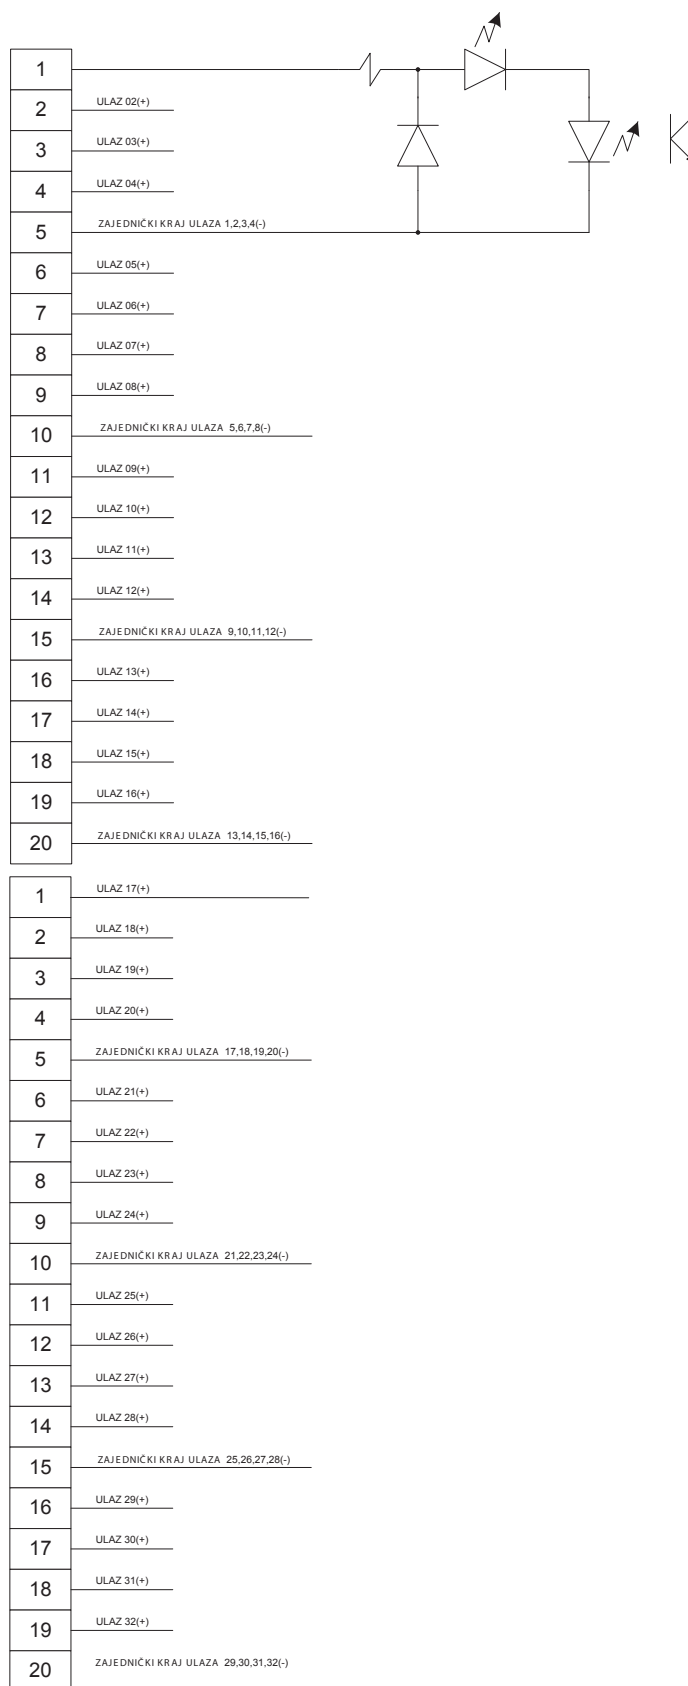 1
2 ULAZ 02(+)
3 ULAZ 03(+)
4 ULAZ 04(+)
5 ZAJEDNIČKI KRAJ ULAZA 1,2,3,4(-)
6 ULAZ 05(+)
7 ULAZ 06(+)
8 ULAZ 07(+)
9 ULAZ 08(+)
10 ZAJEDNIČKI KRAJ ULAZA 5,6,7,8(-)
11 ULAZ 09(+)
12 ULAZ 10(+)
13 ULAZ 11(+)
14 ULAZ 12(+)
15 ZAJEDNIČKI KRAJ ULAZA 9,10,11,12(-)
16 ULAZ 13(+)
17 ULAZ 14(+)
18 ULAZ 15(+)
19 ULAZ 16(+)
20 ZAJEDNIČKI KRAJ ULAZA 13,14,15,16(-)
1 ULAZ 17(+)
2 ULAZ 18(+)
3 ULAZ 19(+)
4 ULAZ 20(+)
5 ZAJEDNIČKI KRAJ ULAZA 17,18,19,20(-)
6 ULAZ 21(+)
7 ULAZ 22(+)
8 ULAZ 23(+)
9 ULAZ 24(+)
10 ZAJEDNIČKI KRAJ ULAZA 21,22,23,24(-)
11 ULAZ 25(+)
12 ULAZ 26(+)
13 ULAZ 27(+)
14 ULAZ 28(+)
15 ZAJEDNIČKI KRAJ ULAZA 25,26,27,28(-)
16 ULAZ 29(+)
17 ULAZ 30(+)
18 ULAZ 31(+)
19 ULAZ 32(+)
20 ZAJEDNIČKI KRAJ ULAZA 29,30,31,32(-)